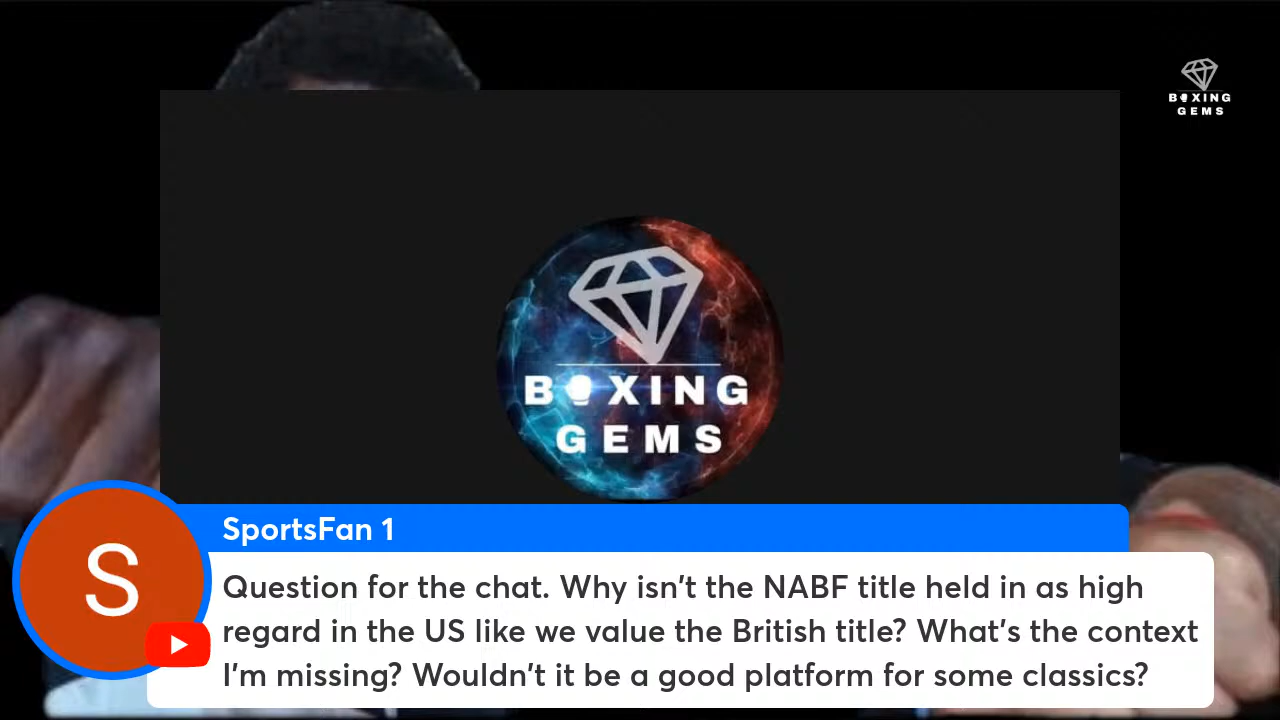 BOXING
GEMS
BOXING
GEMS
S
SportsFan 1
Question for the chat. Why isn't the NABF title held in as high
regard in the US like we value the British title? What's the context
I'm missing? Wouldn't it be a good platform for some classics?